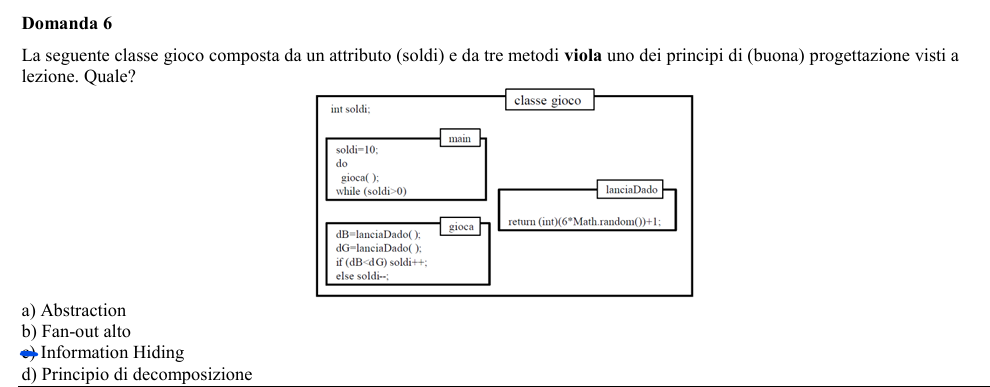 Domanda 6
La seguente classe gioco composta da un attributo (soldi) e da tre metodi viola uno dei principi di (buona) progettazione visti a
lezione. Quale?
classe gioco
int soldi;
main
soldi=10;
do
gioca( );
while (soldi>0)
lanciaDado
return (int)(6*Math.random())+1;
gioca
dB=lanciaDado( );
dG=lanciaDado( );
if (dB<dG) soldi++;
else soldi--;
a) Abstraction
b) Fan-out alto
c) Information Hiding
d) Principio di decomposizione